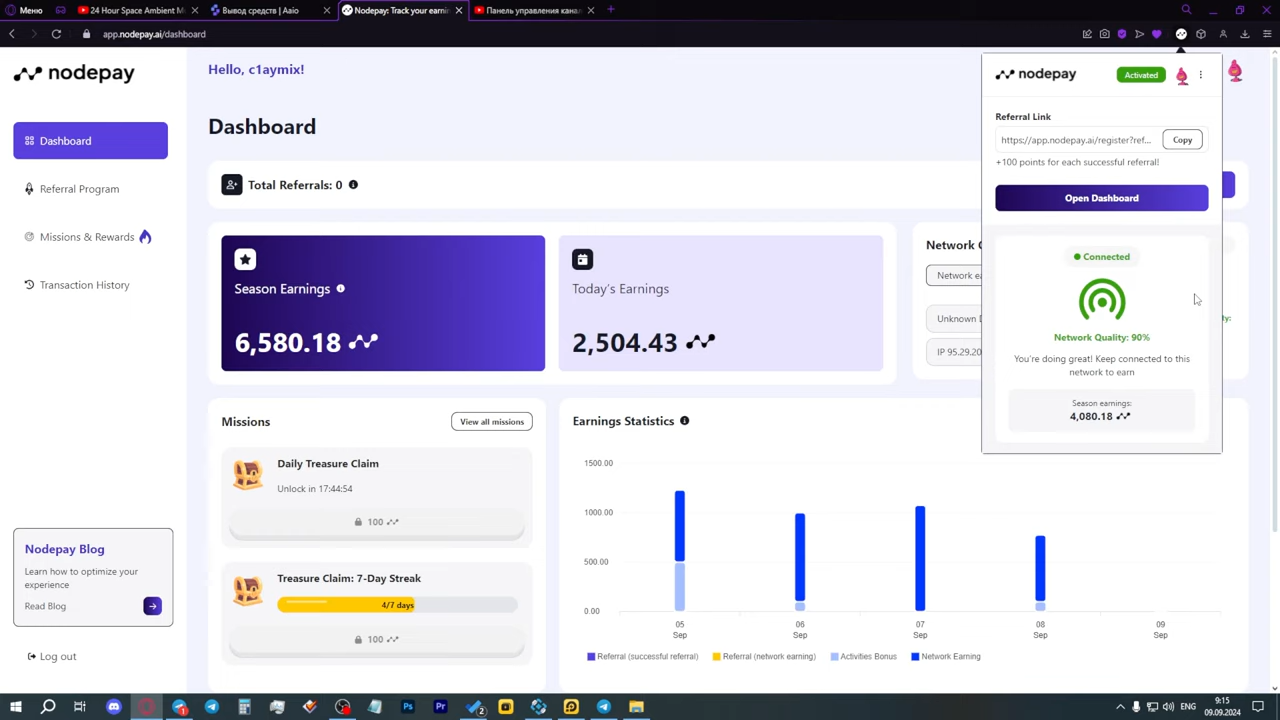 Меню
24 Hour Space Ambient M
Вывод средств | Aaio
Nodepay: Track your earnin
Панель управления кана
app.nodepay.ai/dashboard
nodepay
Dashboard
Referral Program
Missions & Rewards
Transaction History
Nodepay Blog
Learn how to optimize your
experience
Read Blog
Log out
Hello, c1aymix!
Dashboard
Total Referrals: 0
Season Earnings
6,580.18
Today's Earnings
2,504.43
Missions
View all missions
Daily Treasure Claim
Unlock in 17:44:54
100
Treasure Claim: 7-Day Streak
4/7 days
100
Earnings Statistics
1500.00
1000.00
500.00
0.00
05
Sep
06
Sep
07
Sep
08
Sep
09
Sep
Referral (successful referral)
Referral (network earning)
Activities Bonus
Network Earning
Unknown
IP 95.29.20
nodepay
Activated
Referral Link
https://app.nodepay.ai/register?ref...
Copy
+100 points for each successful referral!
Open Dashboard
Connected
Network Quality: 90%
You're doing great! Keep connected to this
network to earn
Season earnings:
4,080.18
1
2
ENG
9:15
09.09.2024